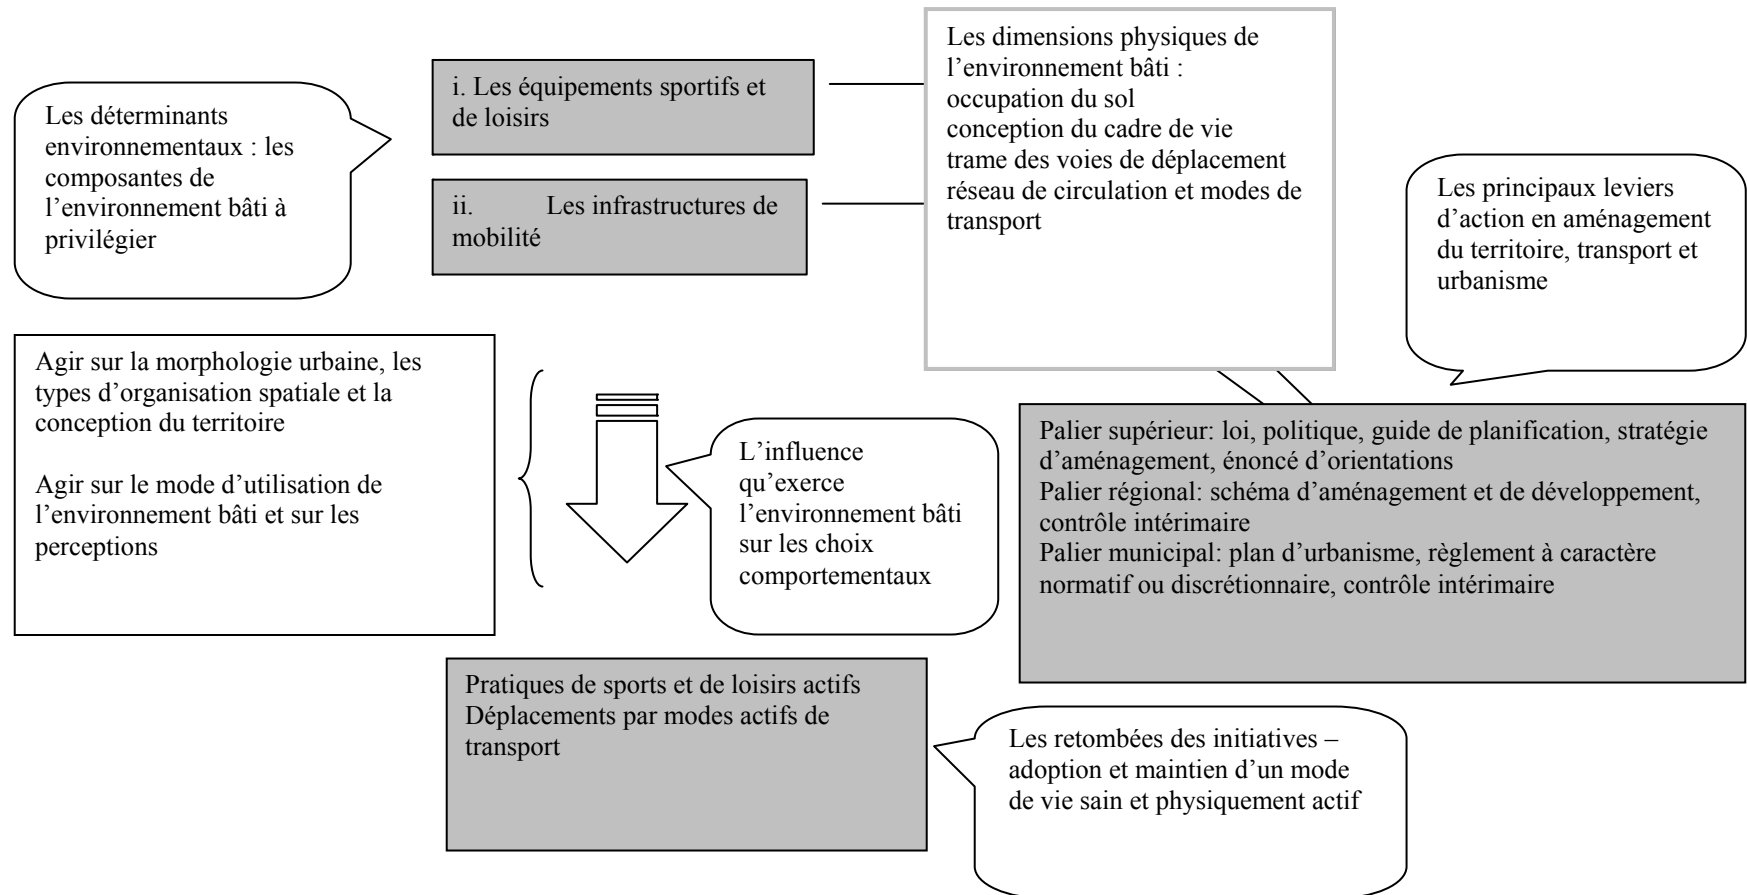 Les déterminants
environnementaux : les
composantes de
l’environnement bâti à
privilégier
i. Les équipements sportifs et
de loisirs
ii. Les infrastructures de
mobilité
Les dimensions physiques de
l’environnement bâti :
occupation du sol
conception du cadre de vie
trame des voies de déplacement
réseau de circulation et modes de
transport
Les principaux leviers
d’action en aménagement
du territoire, transport et
urbanisme
Agir sur la morphologie urbaine, les
types d’organisation spatiale et la
conception du territoire
Agir sur le mode d’utilisation de
l’environnement bâti et sur les
perceptions
L’influence
qu’exerce
l’environnement bâti
sur les choix
comportementaux
Palier supérieur: loi, politique, guide de planification, stratégie
d’aménagement, énoncé d’orientations
Palier régional: schéma d’aménagement et de développement,
contrôle intérimaire
Palier municipal: plan d’urbanisme, règlement à caractère
normatif ou discrétionnaire, contrôle intérimaire
Pratiques de sports et de loisirs actifs
Déplacements par modes actifs de
transport
Les retombées des initiatives –
adoption et maintien d’un mode
de vie sain et physiquement actif